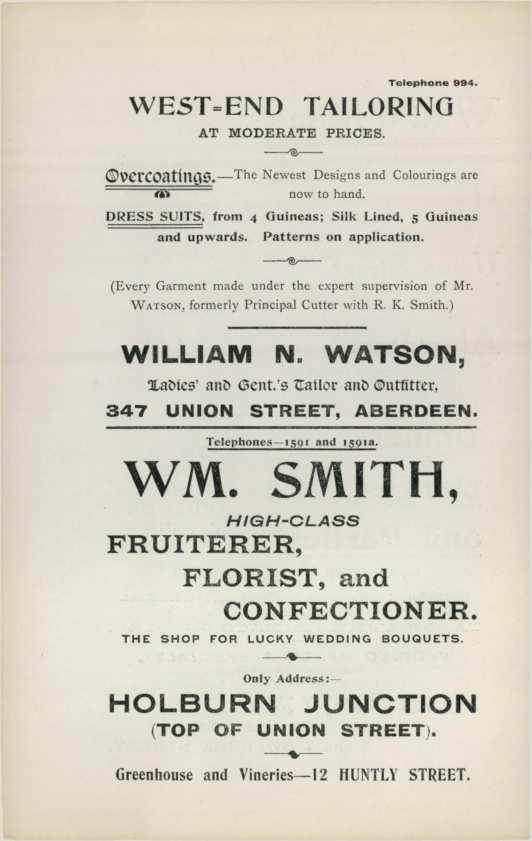 Telephone 994.
WEST=END TAILORING
AT MODERATE PRICES.
Overcoatings.—The Newest Designs and Colourings are
now to hand.
DRESS SUITS, from 4 Guineas; Silk Lined, 5 Guineas
and upwards. Patterns on application.
(Every Garment made under the expert supervision of Mr.
WATSON, formerly Principal Cutter with R. K. Smith.)
WILLIAM N. WATSON,
Ladies' and Gent.'s Tailor and Outfitter,
347 UNION STREET, ABERDEEN.
Telephones—1591 and 1591a.
WM. SMITH,
HIGH-CLASS
FRUITERER,
FLORIST, and
CONFECTIONER.
THE SHOP FOR LUCKY WEDDING BOUQUETS.
Only Address:—
HOLBURN JUNCTION
(TOP OF UNION STREET).
Greenhouse and Vineries—12 HUNTLY STREET.